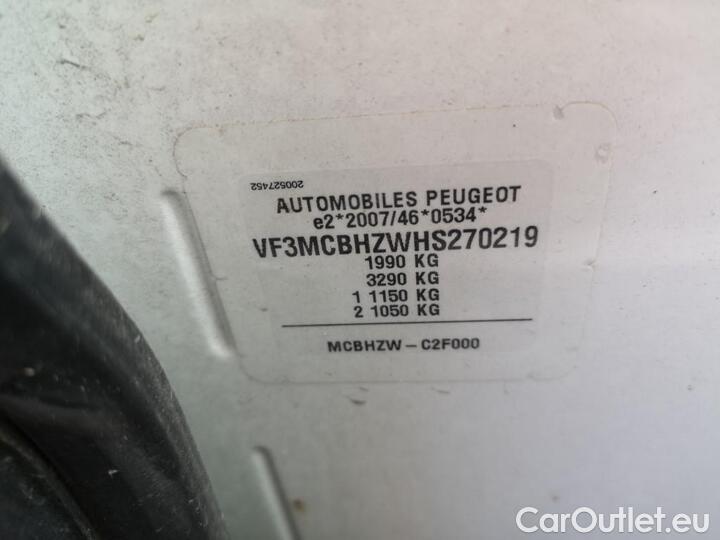 200527452
AUTOMOBILES PEUGEOT
e2*2007/46*0534*
VF3MCBHZWHS270219
1990 KG
3290 KG
1 1150 KG
2 1050 KG
MCBHZW – C2F000
CarOutlet.eu